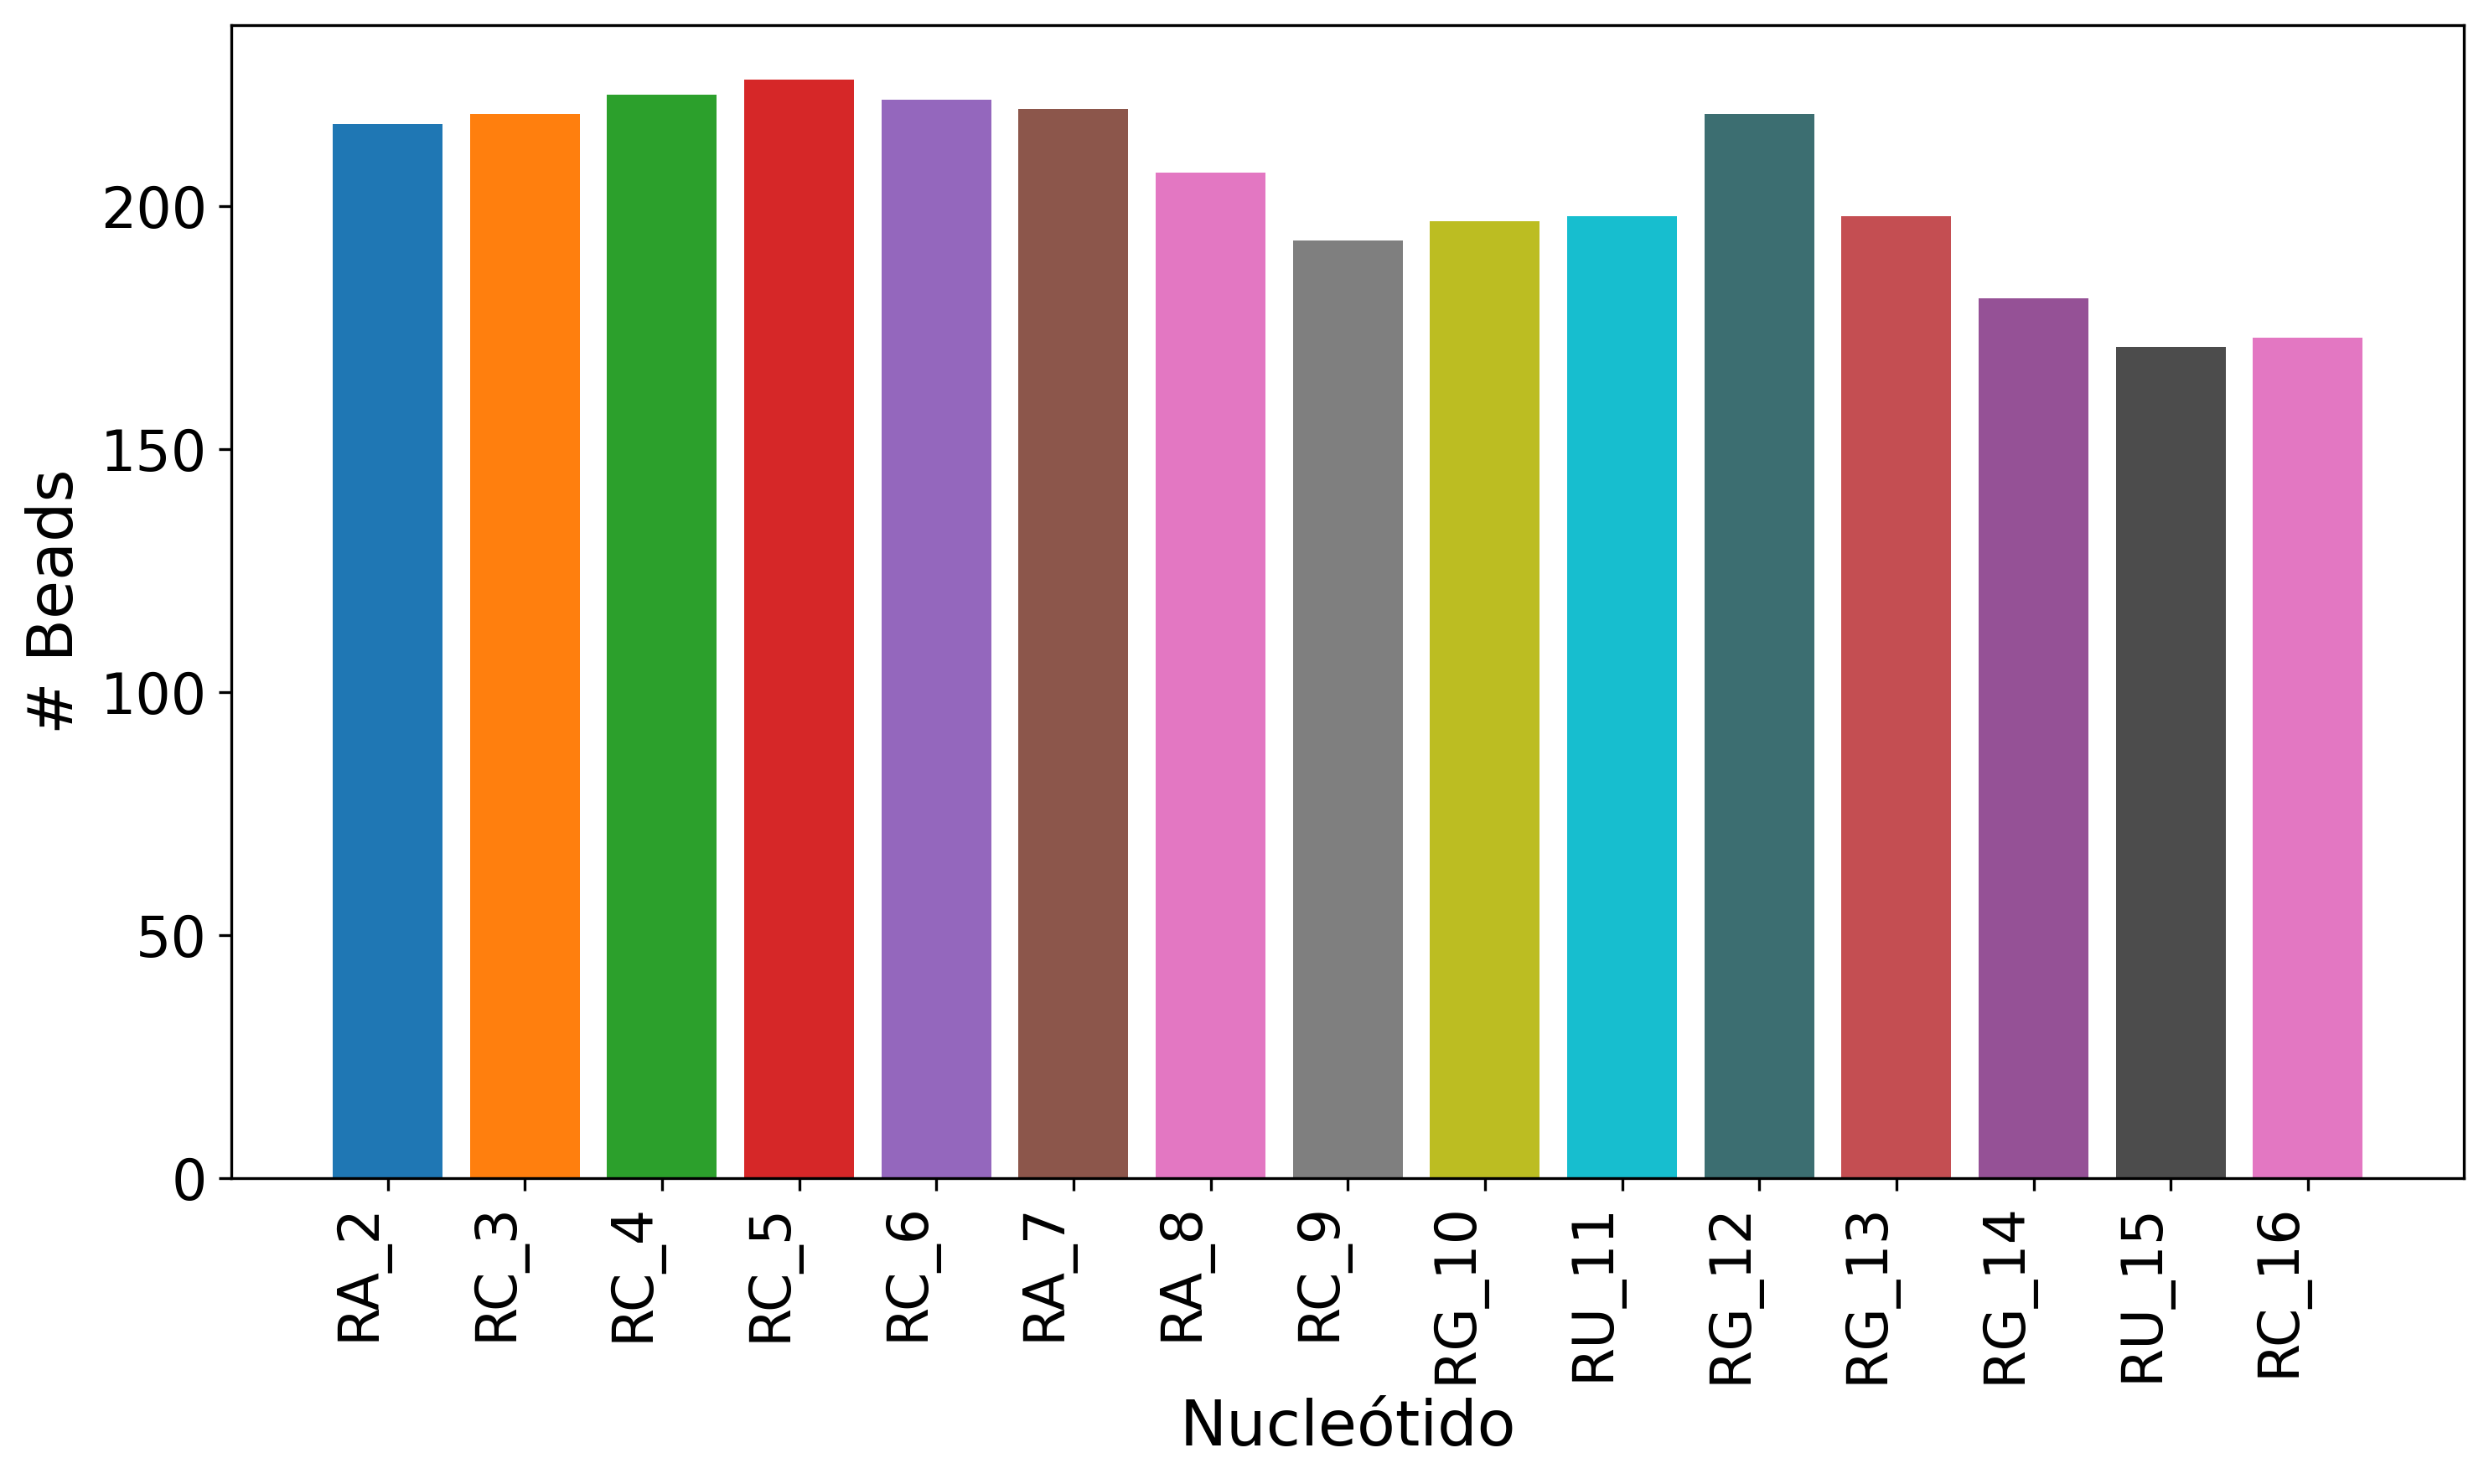 # Beads
200
150
100
50
0
RA_2
RC_3
RC_4
RC_5
RC_6
RA_7
RA_8
RC_9
RG_10
RU_11
RG_12
RG_13
RG_14
RU_15
RC_16
Nucleótido